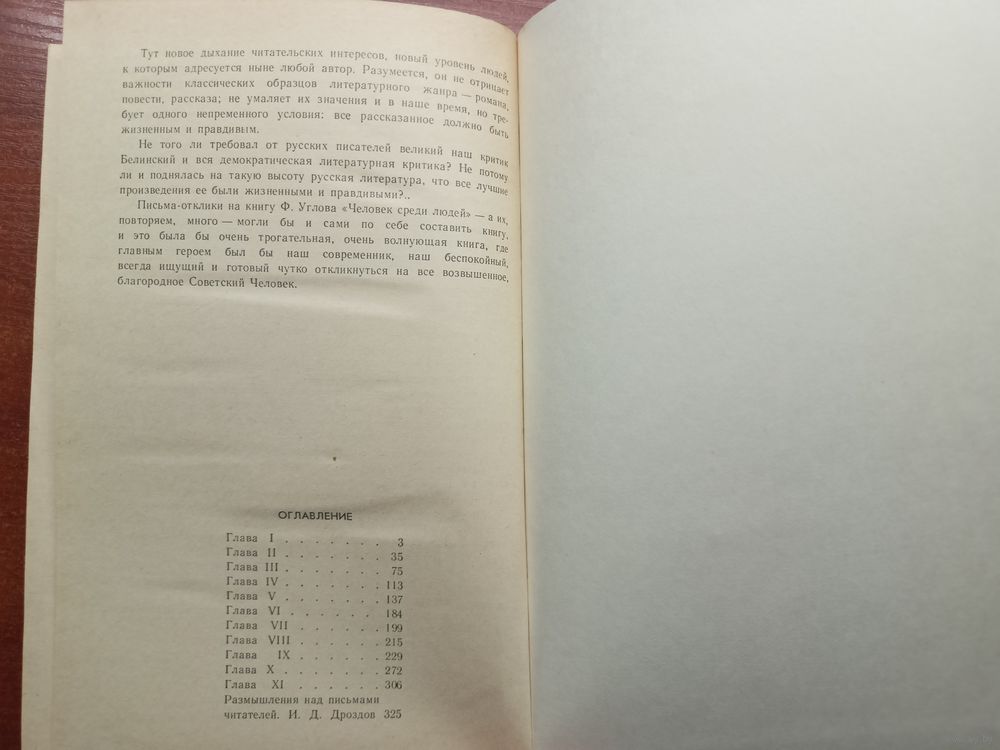 Тут новое дыхание читательских интересов, новый уровень людей,
к которым адресуется ныне любой автор. Разумеется, он не отрицает
важности классических образцов литературного жанра — романа,
повести, рассказа; не умаляет их значения и в наше время, но тре-
бует одного непременного условия: все рассказанное должно быть
жизненным и правдивым.
Не того ли требовал от русских писателей великий наш критик
Белинский и вся демократическая литературная критика? Не потому
ли и поднялась на такую высоту русская литература, что все лучшие
произведения ее были жизненными и правдивыми?..
Письма-отклики на книгу Ф. Углова «Человек среди людей» — а их,
повторяем, много — могли бы и сами по себе составить книгу,
и это была бы очень трогательная, очень волнующая книга, где
главным героем был бы наш современник, наш беспокойный,
всегда ищущий и готовый чутко откликнуться на все возвышенное,
благородное Советский Человек.
ОГЛАВЛЕНИЕ
Глава I . . . . . . . 3
Глава II . . . . . . . 35
Глава III . . . . . . . 75
Глава IV . . . . . . . 113
Глава V . . . . . . . 137
Глава VI . . . . . . 184
Глава VII . . . . . . 199
Глава VIII . . . . . . 215
Глава IX . . . . . . 229
Глава X . . . . . . . 272
Глава XI . . . . . . 306
Размышления над письмами
читателей. И. Д. Дроздов 325